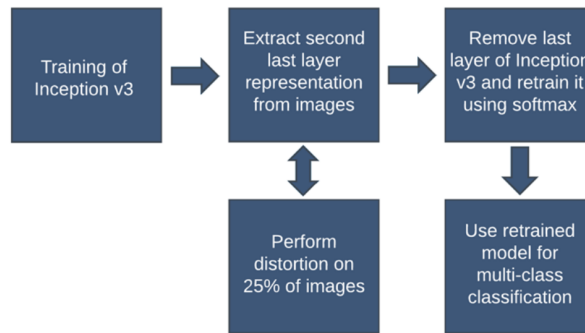 Training of
Inception v3
Extract second
last layer
representation
from images
Remove last
layer of Inception
v3 and retrain it
using softmax
Perform
distortion on
25% of images
Use retrained
model for
multi-class
classification